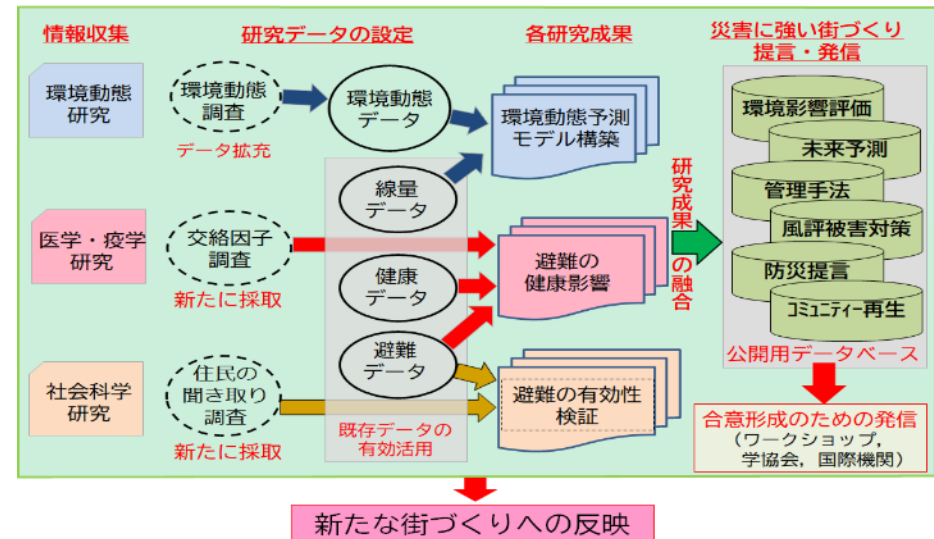 情報収集
研究データの設定
各研究成果
災害に強い街づくり
提言・発信
環境動態
研究
環境動態
調査
データ拡充
環境動態
データ
環境動態予測
モデル構築
線量
データ
医学・疫学
研究
交絡因子
調査
新たに採取
健康
データ
避難の
健康影響
避難
データ
社会科学
研究
住民の
聞き取り
調査
新たに採取
既存データの
有効活用
避難の有効性
検証
研究成果の融合
環境影響評価
未来予測
管理手法
風評被害対策
防災提言
コミュニティー再生
公開用データベース
合意形成のための発信
（ワークショップ，
学協会，国際機関）
新たな街づくりへの反映